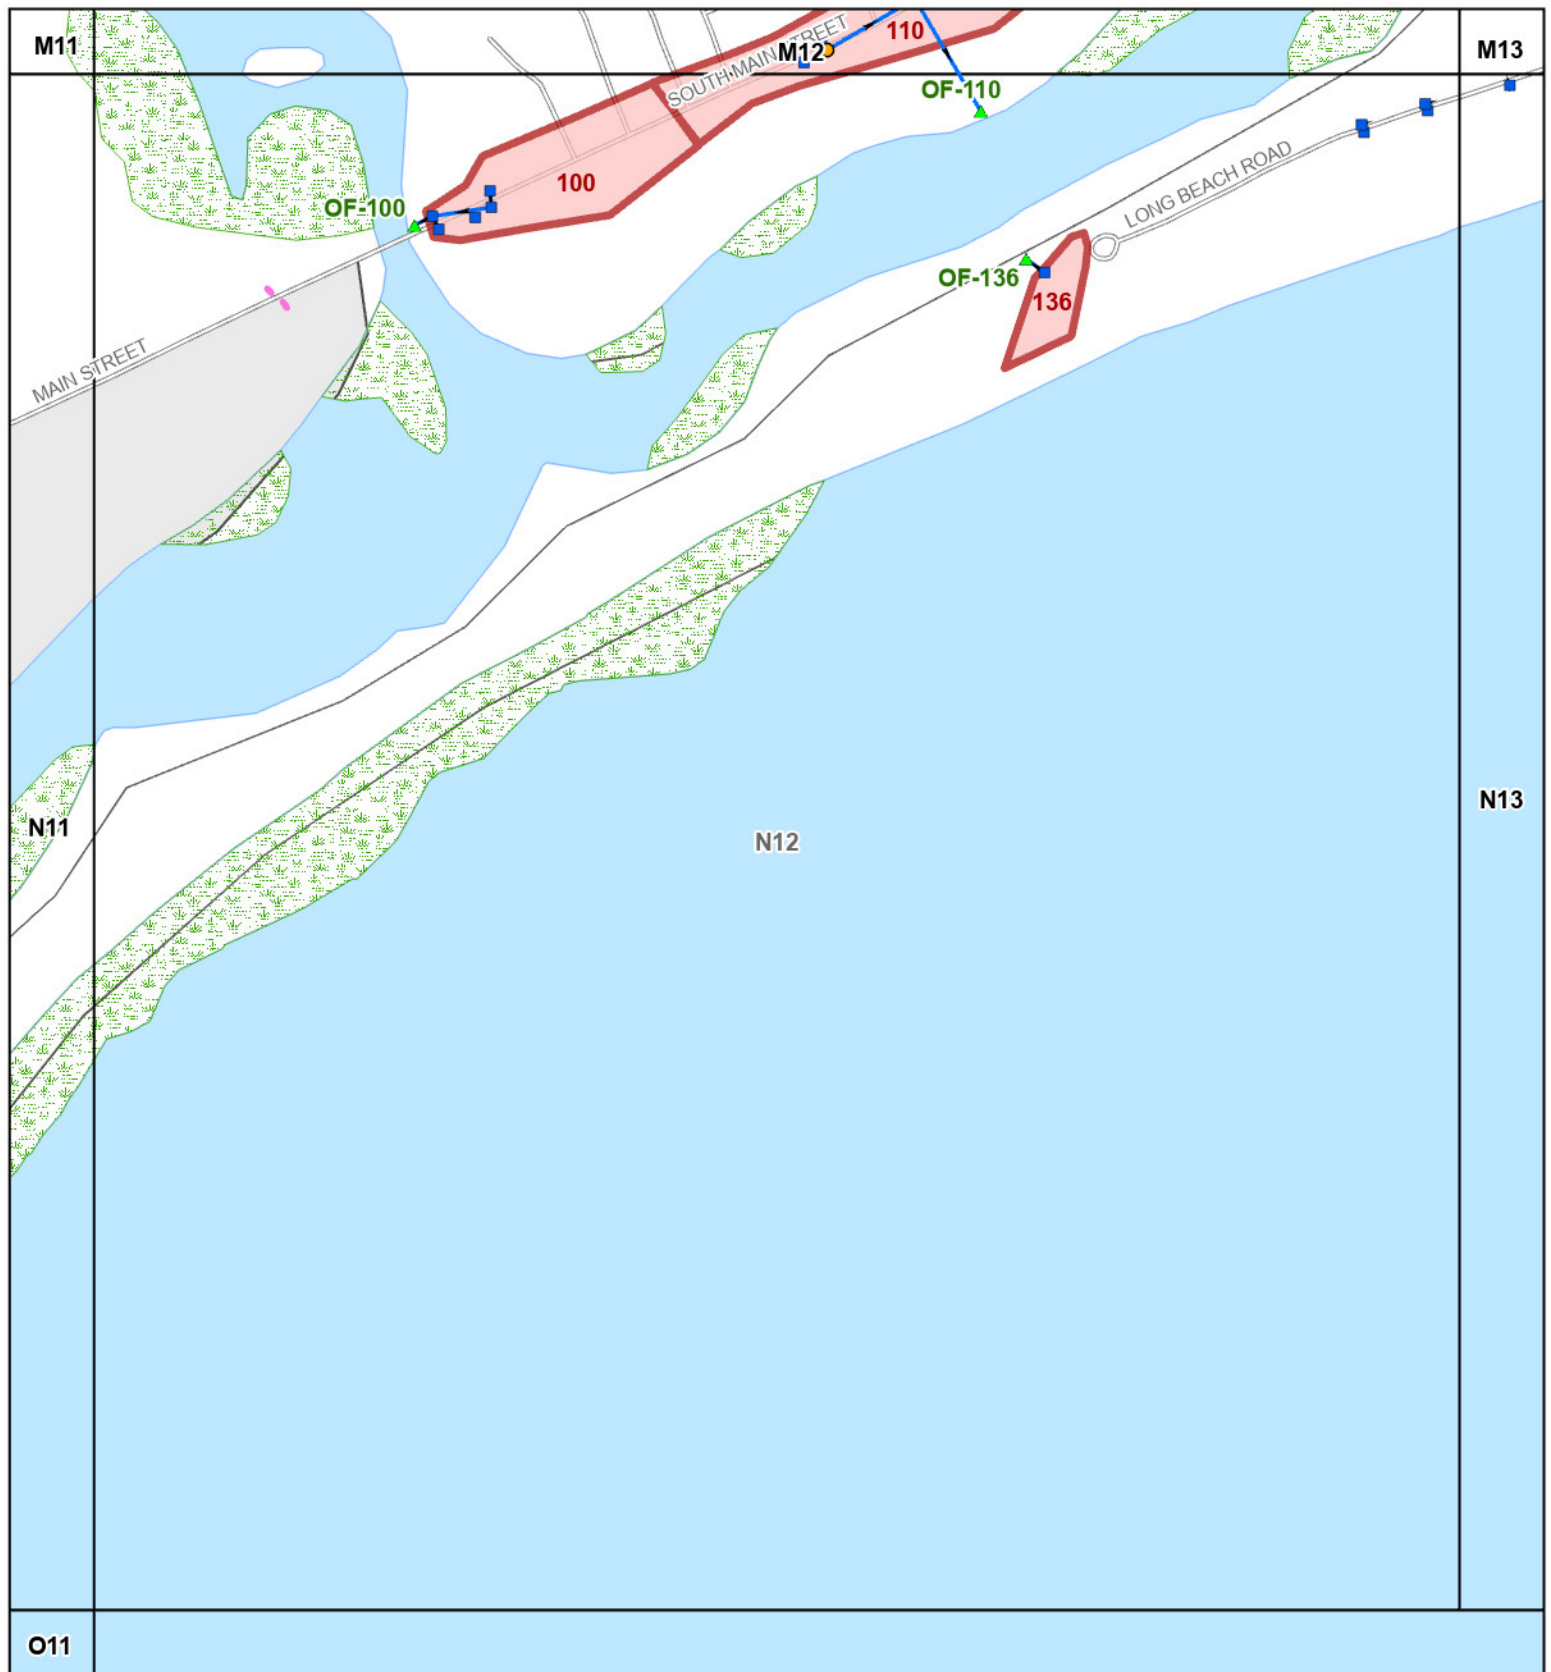 M11
M12
110
M13
SOUTH MAIN STREET
OF-110
100
OF-100
LONG BEACH ROAD
OF-136
136
MAIN STREET
N11
N12
N13
O11